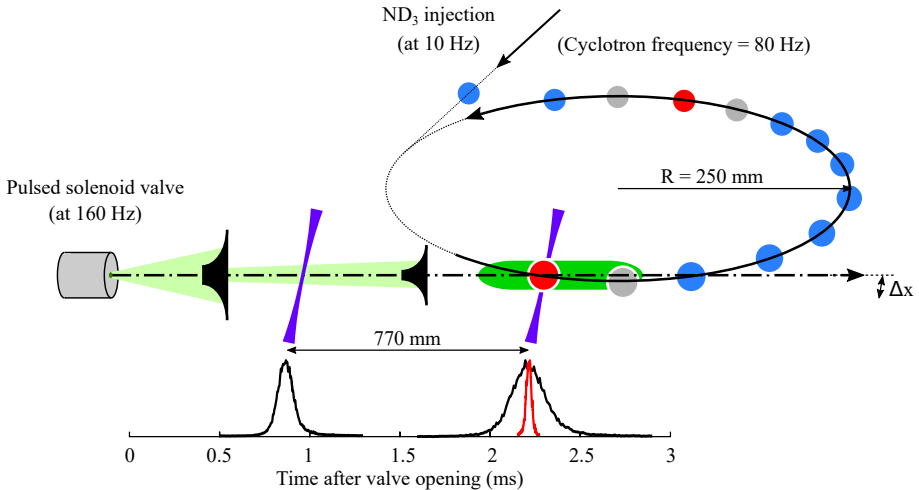 ND₃ injection
(at 10 Hz)
(Cyclotron frequency = 80 Hz)
Pulsed solenoid valve
(at 160 Hz)
R = 250 mm
Δx
770 mm
0 0.5 1 1.5 2 2.5 3
Time after valve opening (ms)